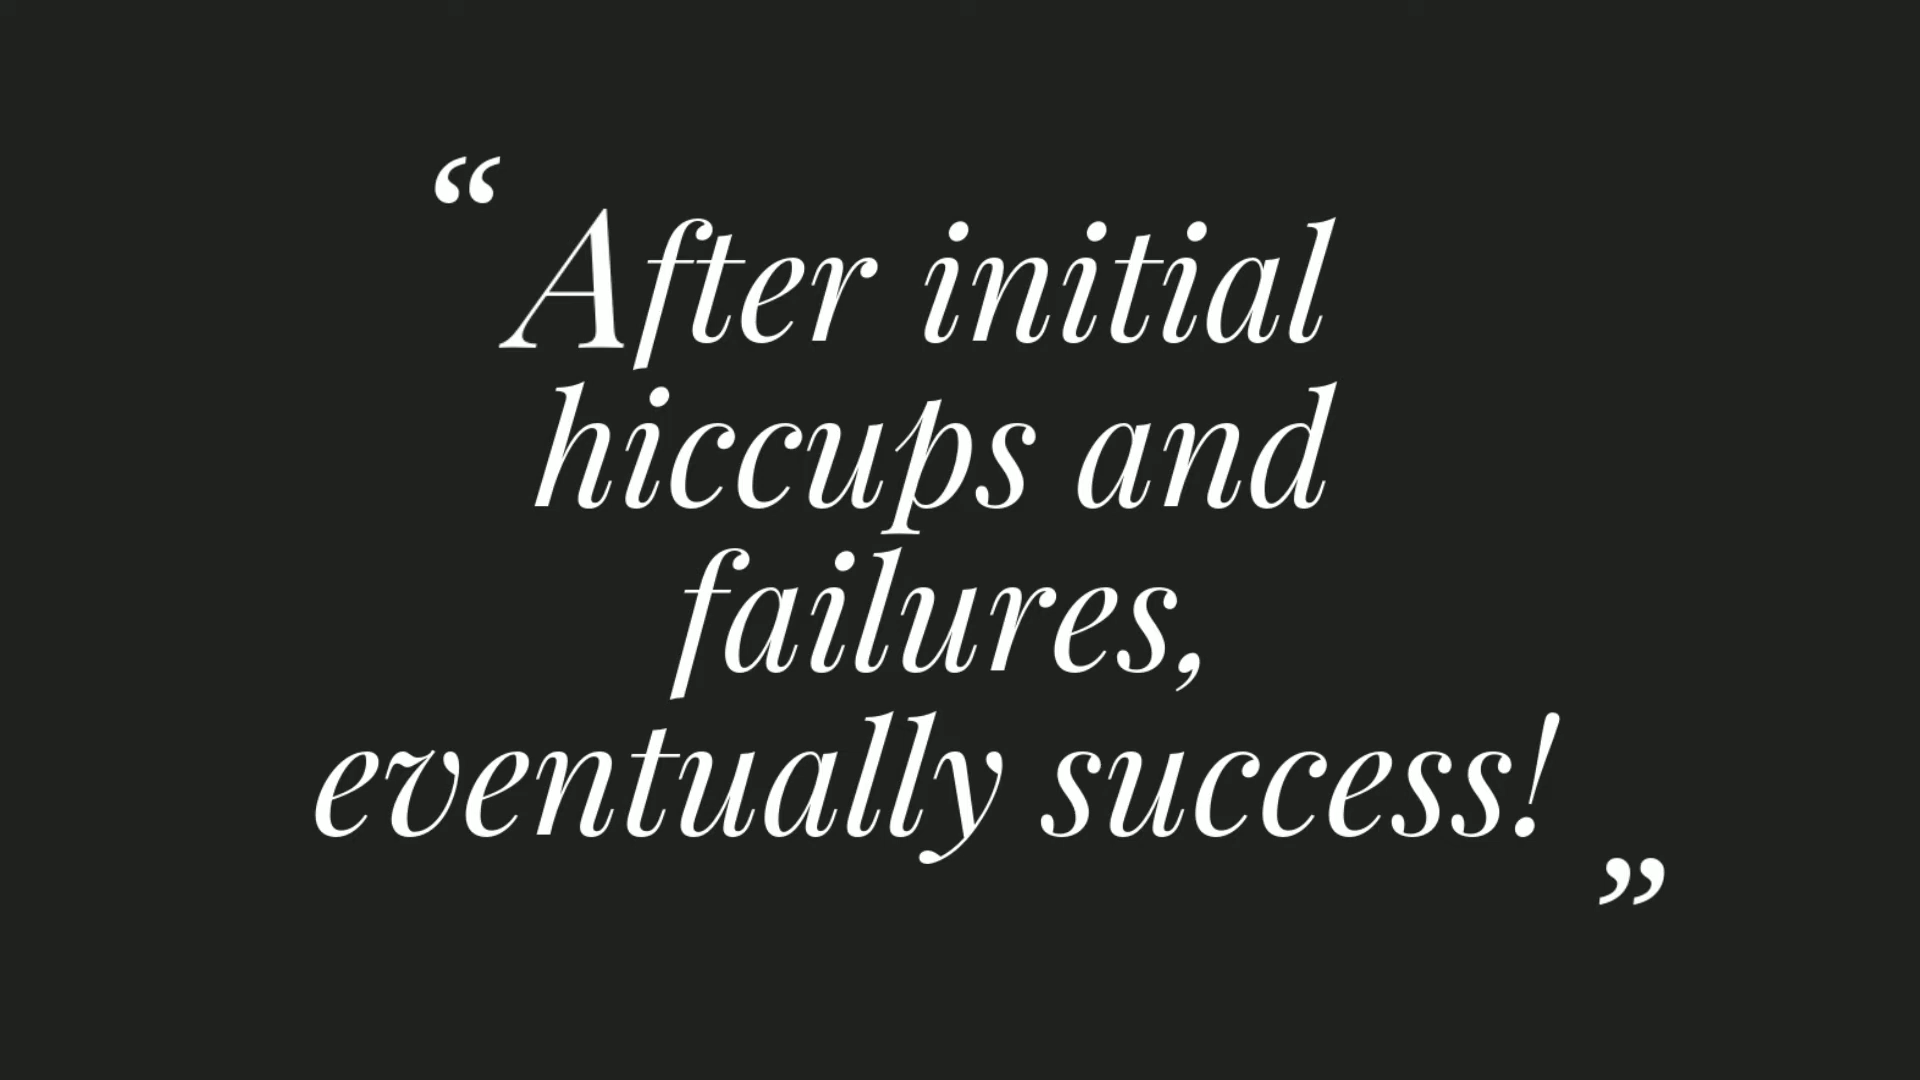 “After initial
hiccups and
failures,
eventually success!”